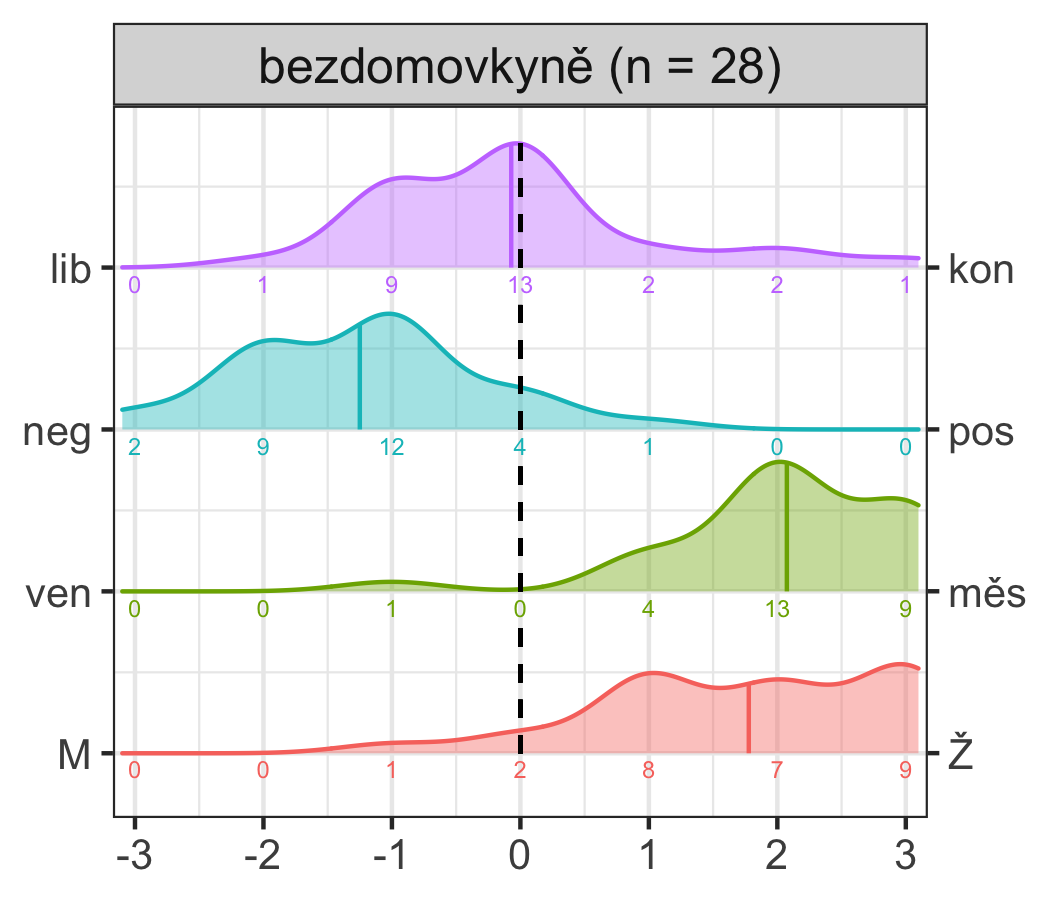 bezdomovkyně (n = 28)
lib kon
0 1 9 13 2 2 1
neg pos
2 9 12 4 1 0 0
ven měs
0 0 1 0 4 13 9
M Ž
0 0 1 2 8 7 9
-3 -2 -1 0 1 2 3